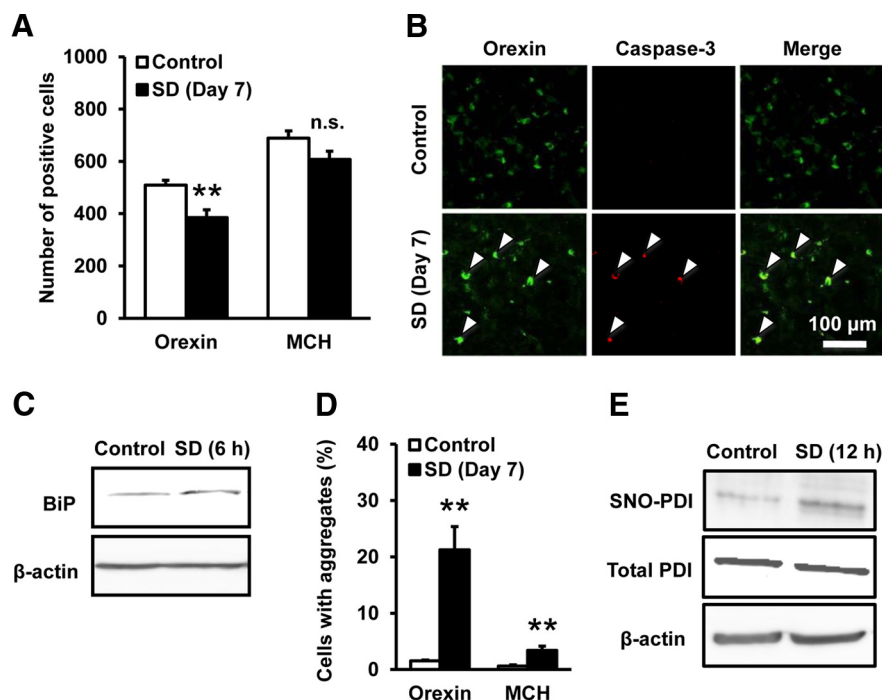 A
Number of positive cells
1000
800
600
400
200
0
Control
SD (Day 7)
**
n.s.
Orexin
MCH
B
Orexin
Caspase-3
Merge
Control
SD (Day 7)
100 μm
C
Control
SD (6 h)
BiP
β-actin
D
Cells with aggregates (%)
40
30
20
10
0
Control
SD (Day 7)
**
**
Orexin
MCH
E
Control
SD (12 h)
SNO-PDI
Total PDI
β-actin